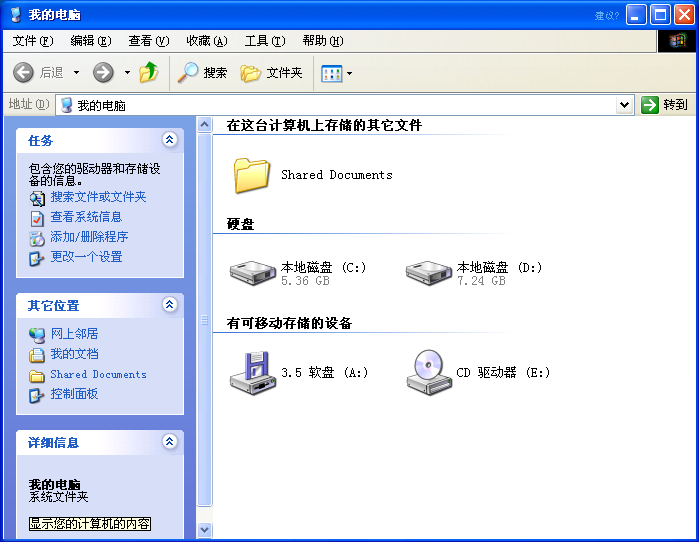 我的电脑
建议?
文件(F) 编辑(E) 查看(V) 收藏(A) 工具(T) 帮助(H)
后退 搜索 文件夹
地址(D) 我的电脑 转到
任务
包含您的驱动器和存储设
备的信息。
搜索文件或文件夹
查看系统信息
添加/删除程序
更改一个设置
其它位置
网上邻居
我的文档
Shared Documents
控制面板
详细信息
我的电脑
系统文件夹
显示您的计算机的内容
在这台计算机上存储的其它文件
Shared Documents
硬盘
本地磁盘 (C:)
5.36 GB
本地磁盘 (D:)
7.24 GB
有可移动存储的设备
3.5 软盘 (A:)
CD 驱动器 (E:)